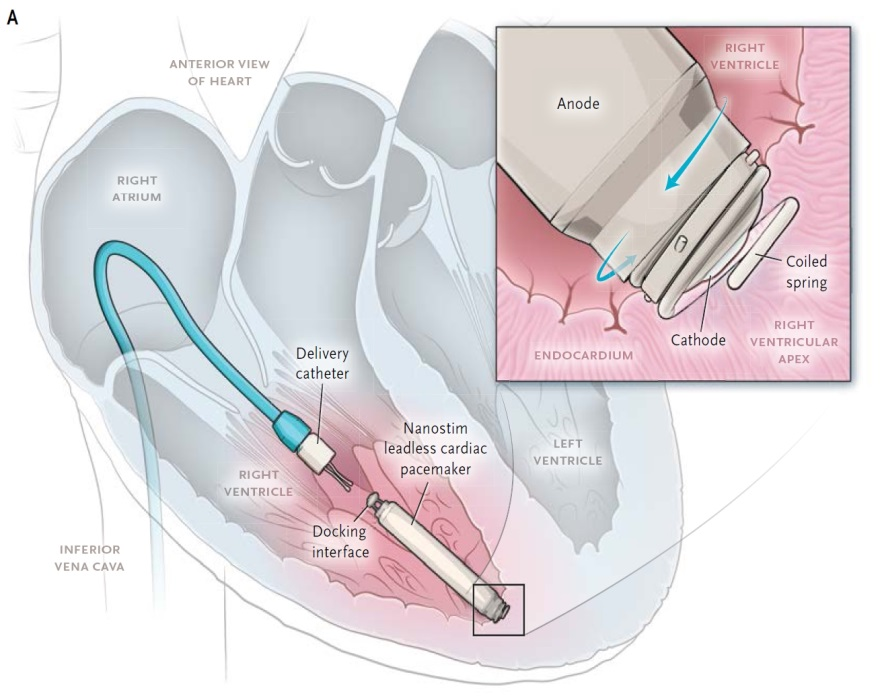 A
ANTERIOR VIEW
OF HEART
RIGHT
ATRIUM
Delivery
catheter
Nanostim
leadless cardiac
pacemaker
RIGHT
VENTRICLE
LEFT
VENTRICLE
Docking
interface
INFERIOR
VENA CAVA
RIGHT
VENTRICLE
Anode
Coiled
spring
Cathode
ENDOCARDIUM
RIGHT
VENTRICULAR
APEX